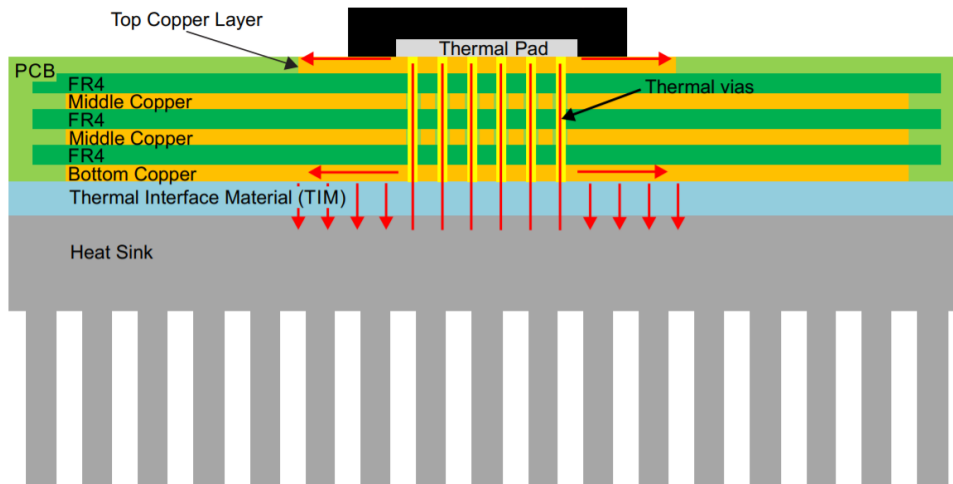 Top Copper Layer
Thermal Pad
PCB
FR4
Thermal vias
Middle Copper
FR4
Middle Copper
FR4
Bottom Copper
Thermal Interface Material (TIM)
Heat Sink